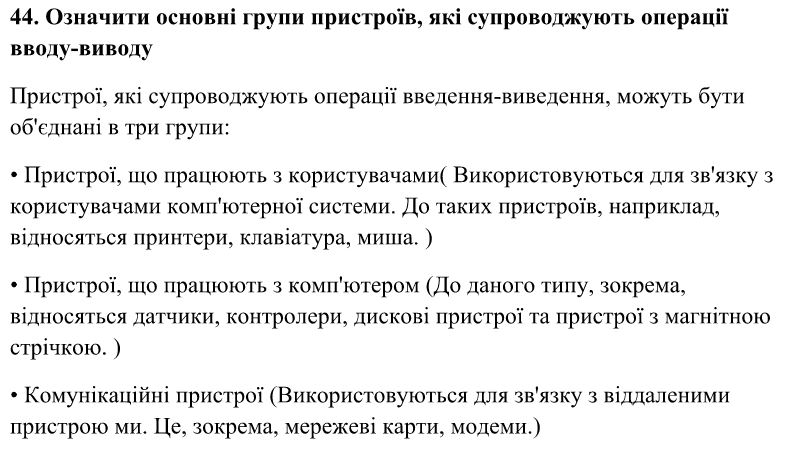 44. Означити основні групи пристроїв, які супроводжують операції
вводу-виводу
Пристрої, які супроводжують операції введення-виведення, можуть бути
об'єднані в три групи:
• Пристрої, що працюють з користувачами( Використовуються для зв'язку з
користувачами комп'ютерної системи. До таких пристроїв, наприклад,
відносяться принтери, клавіатура, миша. )
• Пристрої, що працюють з комп'ютером (До даного типу, зокрема,
відносяться датчики, контролери, дискові пристрої та пристрої з магнітною
стрічкою. )
• Комунікаційні пристрої (Використовуються для зв'язку з віддаленими
пристрою ми. Це, зокрема, мережеві карти, модеми.)